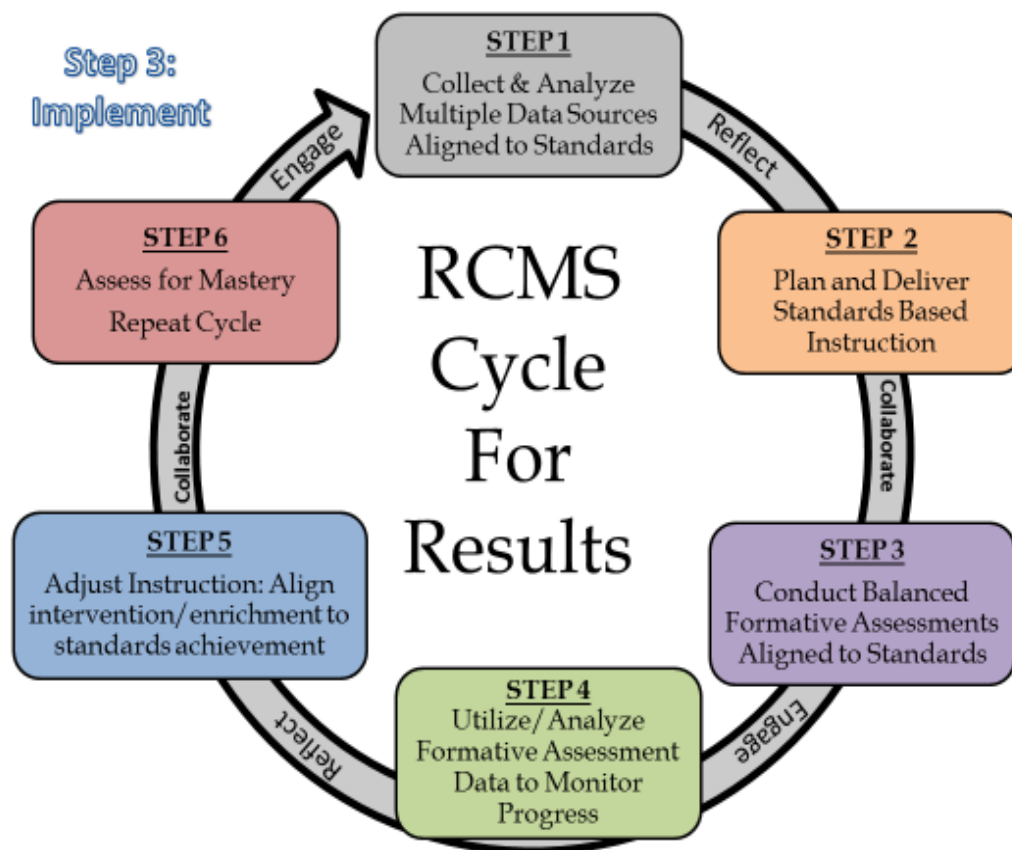 Step 3:
Implement
STEP 1
Collect & Analyze
Multiple Data Sources
Aligned to Standards
Reflect
STEP 2
Plan and Deliver
Standards Based
Instruction
Collaborate
STEP 3
Conduct Balanced
Formative Assessments
Aligned to Standards
Engage
STEP 4
Utilize/Analyze
Formative Assessment
Data to Monitor
Progress
Reflect
STEP 5
Adjust Instruction: Align
intervention/enrichment to
standards achievement
Collaborate
STEP 6
Assess for Mastery
Repeat Cycle
Engage
RCMS
Cycle
For
Results